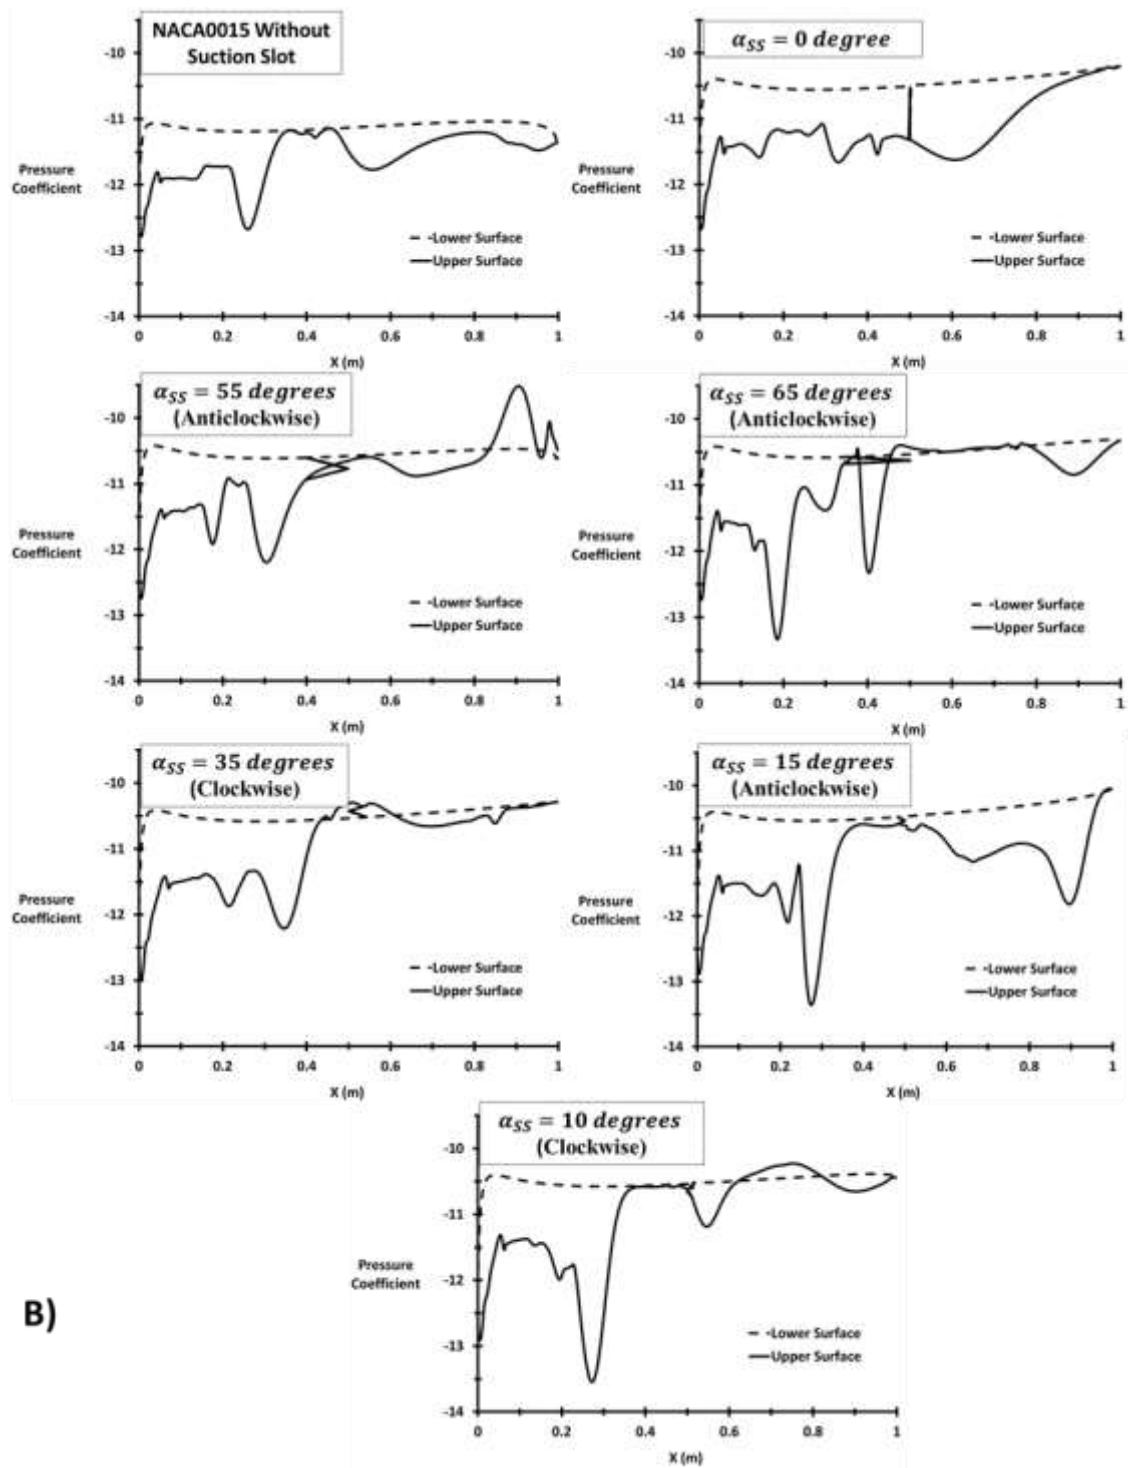 NACA0015 Without
Suction Slot
-10
-11
-12
-13
-14
Pressure
Coefficient
- - -Lower Surface
Upper Surface
0
0.2
0.4
0.6
0.8
1
X (m)
α_SS = 0 degree
-10
-11
-12
-13
-14
Pressure
Coefficient
- - -Lower Surface
Upper Surface
0
0.2
0.4
0.6
0.8
1
X (m)
α_SS = 55 degrees
(Anticlockwise)
-10
-11
-12
-13
-14
Pressure
Coefficient
- - -Lower Surface
Upper Surface
0
0.2
0.4
0.6
0.8
1
X (m)
α_SS = 65 degrees
(Anticlockwise)
-10
-11
-12
-13
-14
Pressure
Coefficient
- - -Lower Surface
Upper Surface
0
0.2
0.4
0.6
0.8
1
X (m)
α_SS = 35 degrees
(Clockwise)
-10
-11
-12
-13
-14
Pressure
Coefficient
- - -Lower Surface
Upper Surface
0
0.2
0.4
0.6
0.8
1
X (m)
α_SS = 15 degrees
(Anticlockwise)
-10
-11
-12
-13
-14
Pressure
Coefficient
- - -Lower Surface
Upper Surface
0
0.2
0.4
0.6
0.8
1
X (m)
α_SS = 10 degrees
(Clockwise)
-10
-11
-12
-13
-14
Pressure
Coefficient
- - -Lower Surface
Upper Surface
0
0.2
0.4
0.6
0.8
1
X (m)
B)